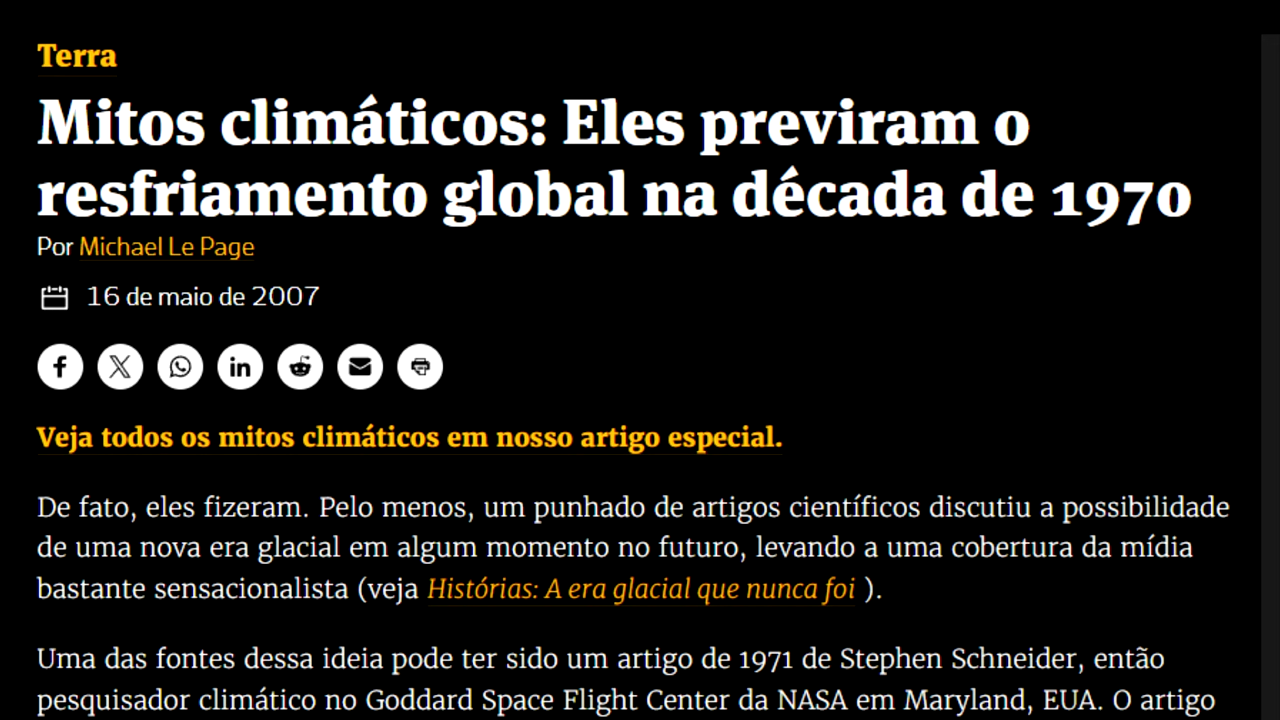 Terra
Mitos climáticos: Eles previram o
resfriamento global na década de 1970
Por Michael Le Page
16 de maio de 2007
Veja todos os mitos climáticos em nosso artigo especial.
De fato, eles fizeram. Pelo menos, um punhado de artigos científicos discutiu a possibilidade
de uma nova era glacial em algum momento no futuro, levando a uma cobertura da mídia
bastante sensacionalista (veja Histórias: A era glacial que nunca foi ).
Uma das fontes dessa ideia pode ter sido um artigo de 1971 de Stephen Schneider, então
pesquisador climático no Goddard Space Flight Center da NASA em Maryland, EUA. O artigo